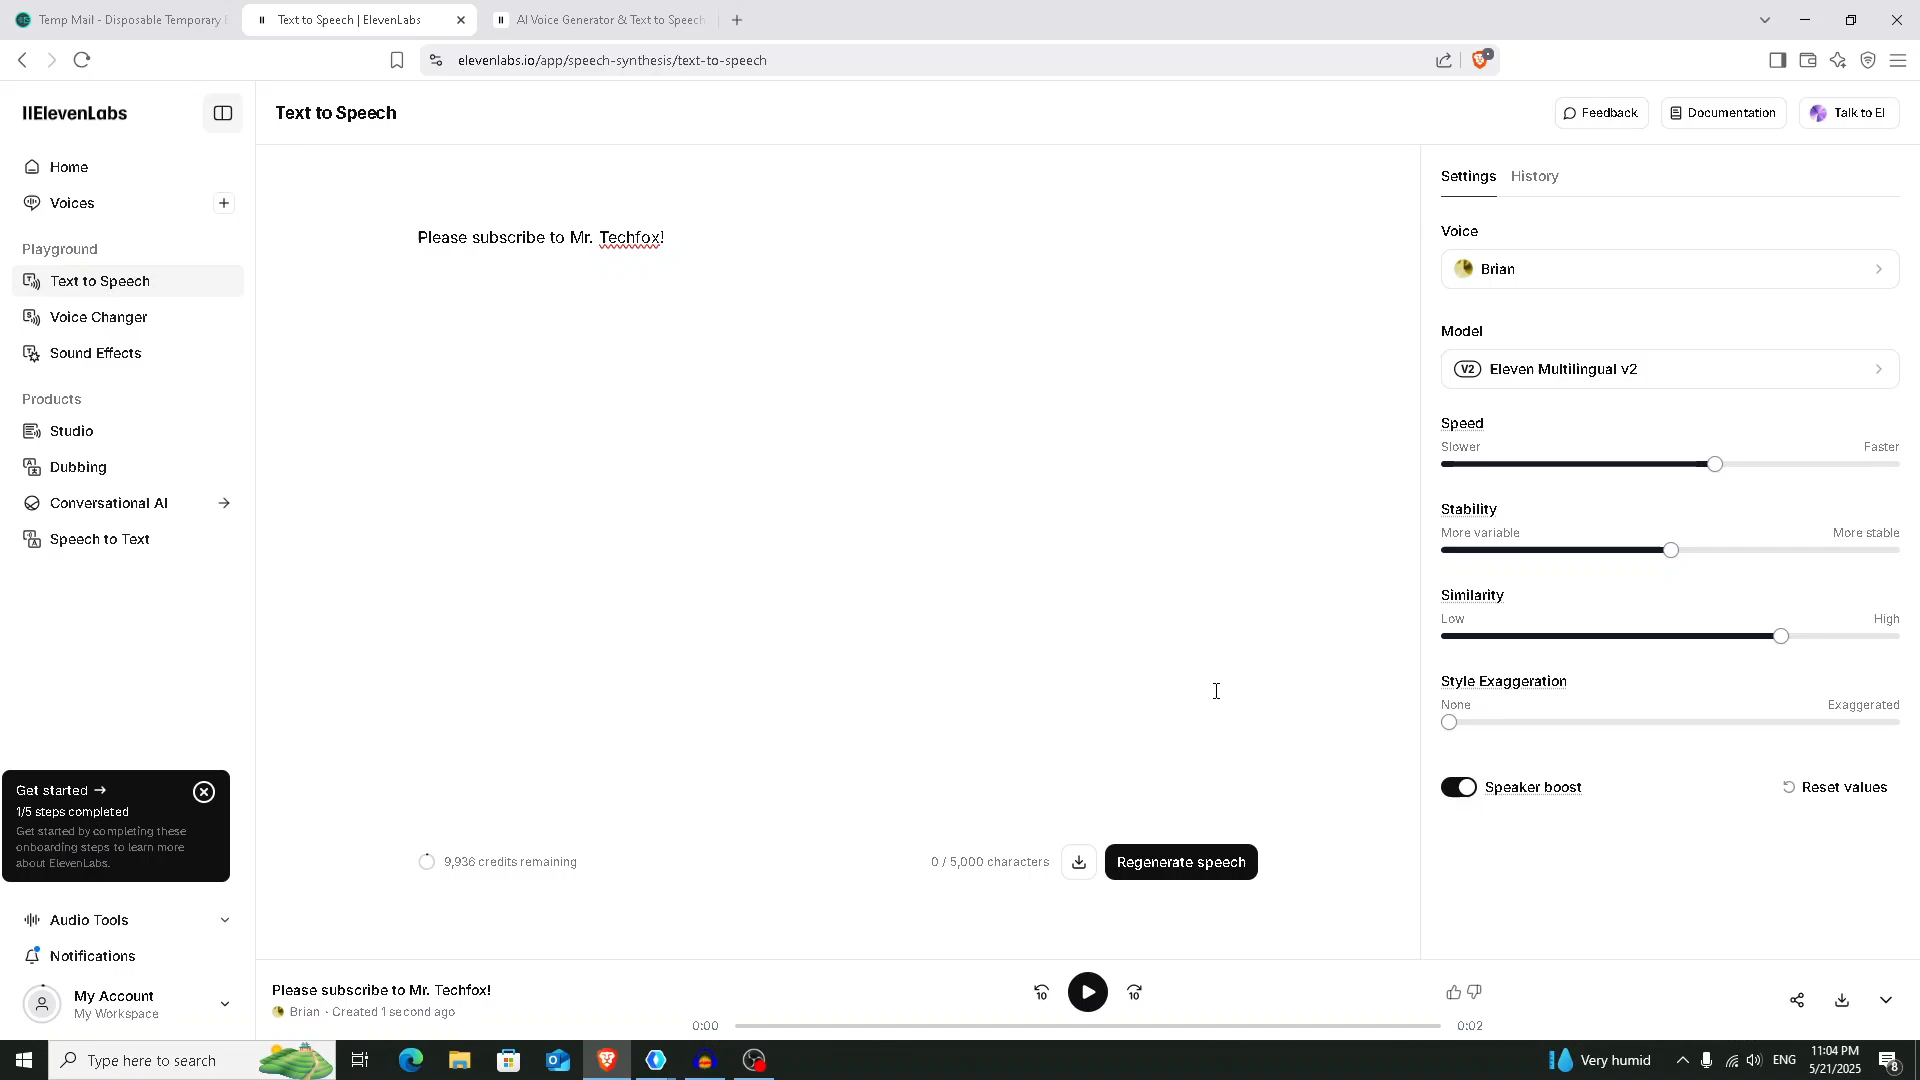 Temp Mail - Disposable Temporary E
Text to Speech | ElevenLabs
AI Voice Generator & Text to Speech
elevenlabs.io/app/speech-synthesis/text-to-speech
IIElevenLabs
Text to Speech
Feedback
Documentation
Talk to El
Home
Voices
Playground
Text to Speech
Voice Changer
Sound Effects
Products
Studio
Dubbing
Conversational AI
Speech to Text
Please subscribe to Mr. Techfox!
Settings
History
Voice
Brian
Model
V2 Eleven Multilingual v2
Speed
Slower
Faster
Stability
More variable
More stable
Similarity
Low
High
Style Exaggeration
None
Exaggerated
Speaker boost
Reset values
Get started →
1/5 steps completed
Get started by completing these
onboarding steps to learn more
about ElevenLabs.
9,936 credits remaining
0 / 5,000 characters
Regenerate speech
Audio Tools
Notifications
My Account
My Workspace
Please subscribe to Mr. Techfox!
Brian · Created 1 second ago
10
10
0:00
0:02
Type here to search
Very humid
ENG
11:04 PM
5/21/2025
8